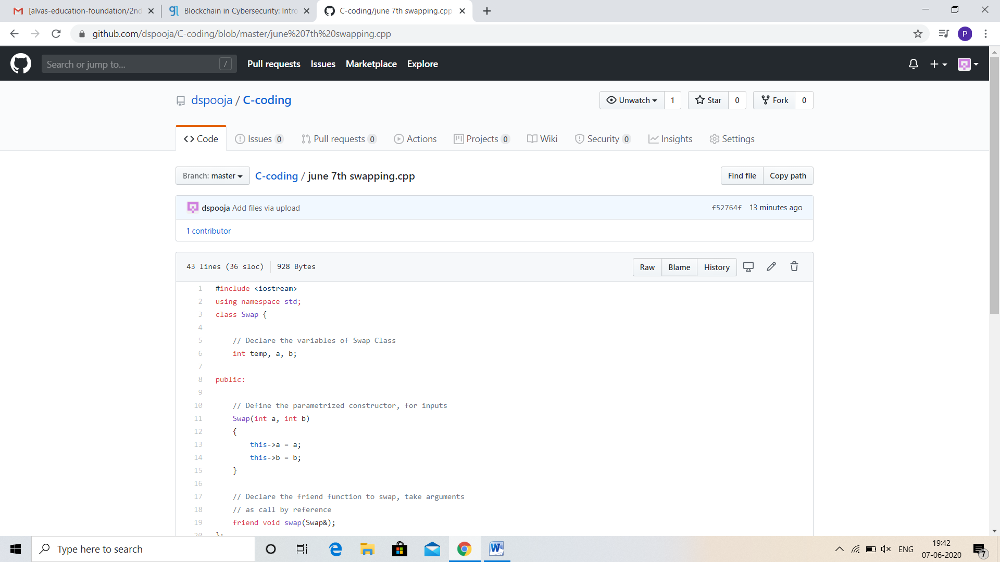 [alvas-education-foundation/2nd
Blockchain in Cybersecurity: Intro
C-coding/june 7th swapping.cpp
github.com/dspooja/C-coding/blob/master/june%207th%20swapping.cpp
P
Search or jump to...
/
Pull requests
Issues
Marketplace
Explore
dspooja / C-coding
Unwatch 1
Star 0
Fork 0
Code
Issues 0
Pull requests 0
Actions
Projects 0
Wiki
Security 0
Insights
Settings
Branch: master
C-coding / june 7th swapping.cpp
Find file
Copy path
dspooja Add files via upload
f52764f 13 minutes ago
1 contributor
43 lines (36 sloc) 928 Bytes
Raw
Blame
History
1 #include <iostream>
2 using namespace std;
3 class Swap {
4
5 // Declare the variables of Swap Class
6 int temp, a, b;
7
8 public:
9
10 // Define the parametrized constructor, for inputs
11 Swap(int a, int b)
12 {
13 this->a = a;
14 this->b = b;
15 }
16
17 // Declare the friend function to swap, take arguments
18 // as call by reference
19 friend void swap(Swap&);
20 };
Type here to search
ENG
19:42
07-06-2020
7